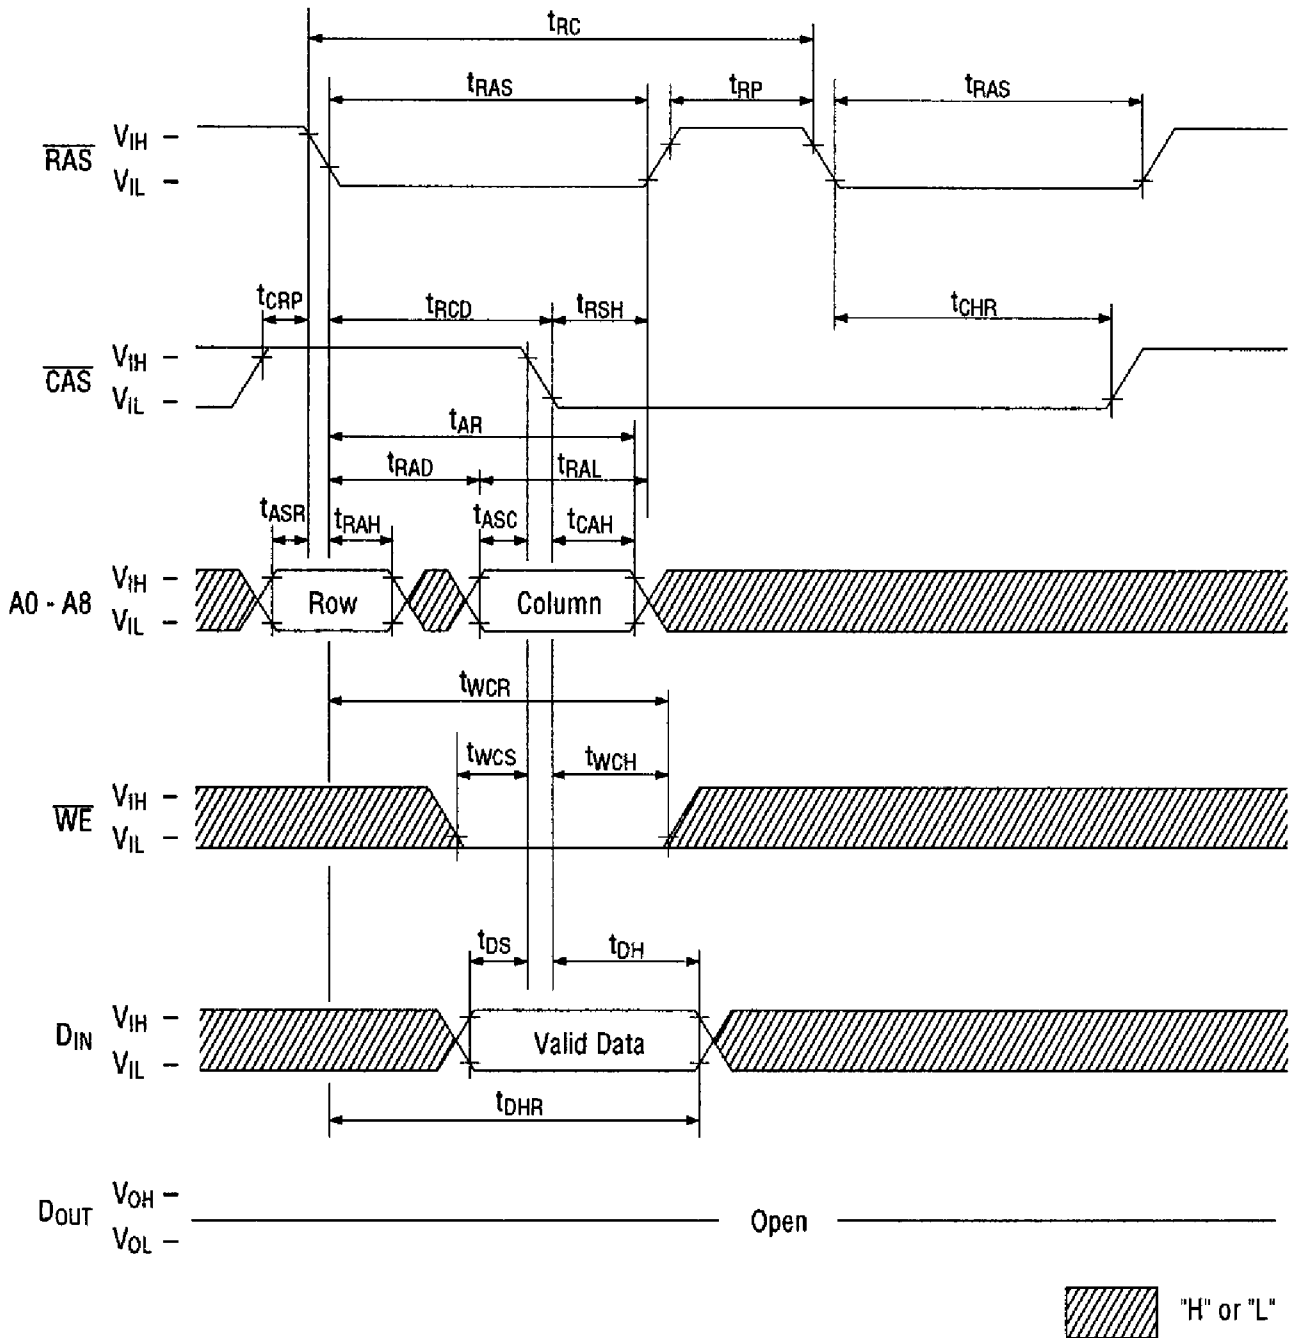 tRC
tRAS tRP tRAS
RAS VIH –
VIL –
tCRP tRCD tRSH tCHR
CAS VIH –
VIL –
tAR
tRAD tRAL
tASR tRAH tASC tCAH
A0 - A8 VIH –
Row Column
VIL –
tWCR
tWCS tWCH
WE VIH –
VIL –
tDS tDH
DIN VIH –
Valid Data
VIL –
tDHR
DOUT VOH –
Open
VOL –
"H" or "L"